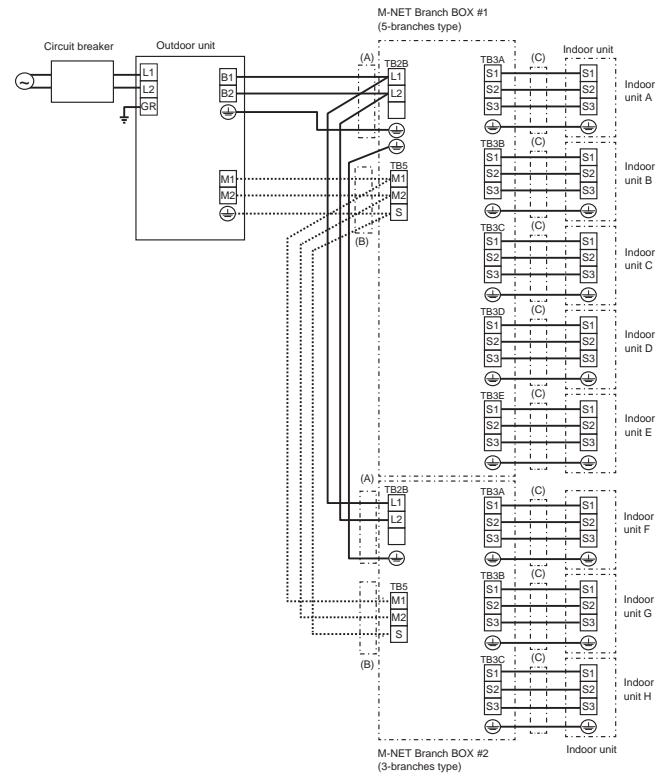 M-NET Branch BOX #1
(5-branches type)
Circuit breaker
Outdoor unit
L1
L2
GR
B1
B2
M1
M2
(A)
TB2B
L1
L2
TB5
M1
M2
S
(B)
Indoor unit
TB3A
(C)
S1
S2
S3
S1
S2
S3
Indoor
unit A
TB3B
(C)
S1
S2
S3
S1
S2
S3
Indoor
unit B
TB3C
(C)
S1
S2
S3
S1
S2
S3
Indoor
unit C
TB3D
(C)
S1
S2
S3
S1
S2
S3
Indoor
unit D
TB3E
(C)
S1
S2
S3
S1
S2
S3
Indoor
unit E
(A)
TB2B
L1
L2
TB5
M1
M2
S
(B)
TB3A
(C)
S1
S2
S3
S1
S2
S3
Indoor
unit F
TB3B
(C)
S1
S2
S3
S1
S2
S3
Indoor
unit G
TB3C
(C)
S1
S2
S3
S1
S2
S3
Indoor
unit H
Indoor unit
M-NET Branch BOX #2
(3-branches type)